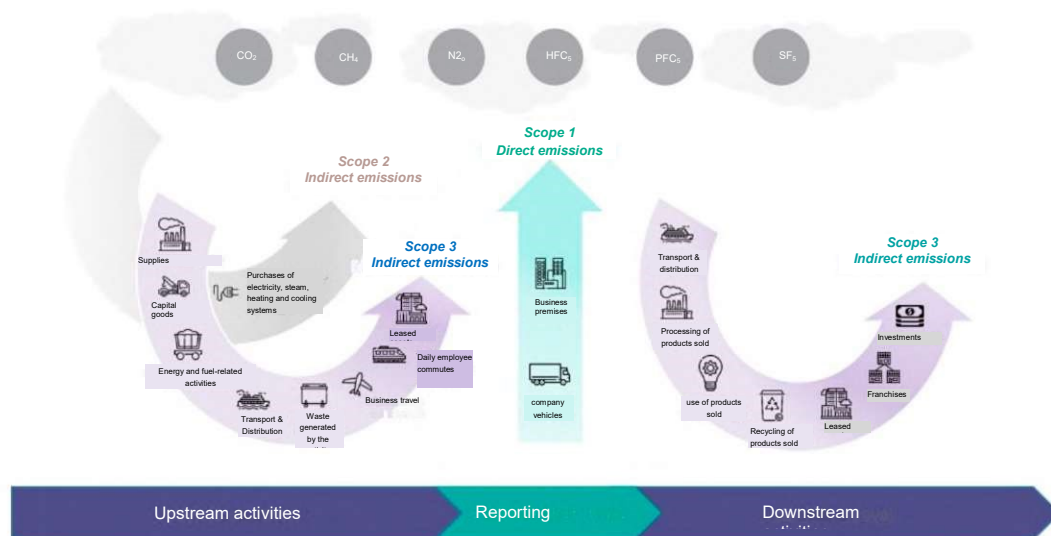 CO2
CH4
N2o
HFCs
PFCs
SFs
Scope 1
Direct emissions
Scope 2
Indirect emissions
Scope 3
Indirect emissions
Scope 3
Indirect emissions
Supplies
Capital
goods
Energy and fuel-related
activities
Transport &
Distribution
Waste
generated
by the
Business travel
Daily employee
commutes
Leased
Purchases of
electricity, steam,
heating and cooling
systems
Business
premises
company
vehicles
Transport &
distribution
Processing of
products sold
use of products
sold
Recycling of
products sold
Leased
Franchises
Investments
Upstream activities
Reporting
Downstream